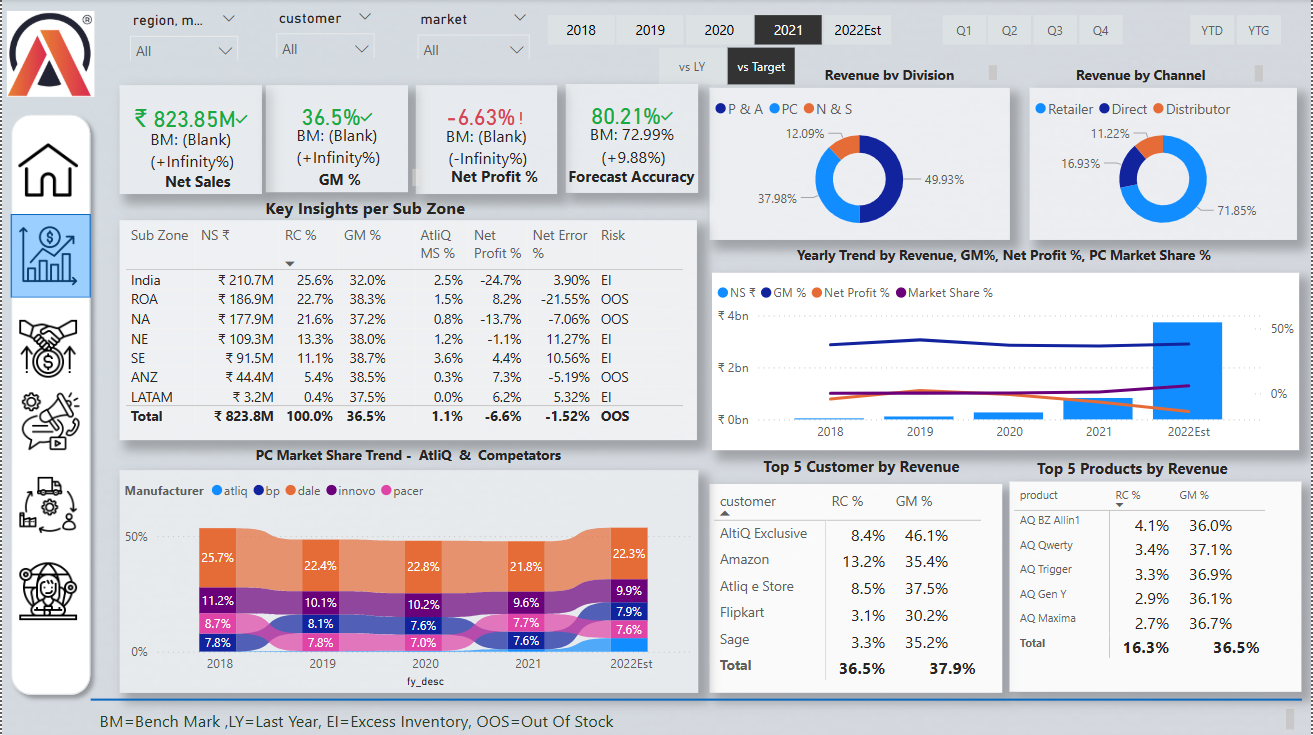 ®
region, m...
customer
market
All
All
All
2018
2019
2020
2021
2022Est
Q1
Q2
Q3
Q4
YTD
YTG
vs LY
vs Target
₹ 823.85M
BM: (Blank)
(+Infinity%)
Net Sales
36.5%
BM: (Blank)
(+Infinity%)
GM %
-6.63% !
BM: (Blank)
(-Infinity%)
Net Profit %
80.21%
BM: 72.99%
(+9.88%)
Forecast Accuracy
Revenue by Division
P & A PC N & S
12.09%
37.98%
49.93%
Revenue by Channel
Retailer Direct Distributor
11.22%
16.93%
71.85%
Key Insights per Sub Zone
Sub Zone NS ₹ RC % GM % AtliQ MS % Net Profit % Net Error % Risk
India ₹ 210.7M 25.6% 32.0% 2.5% -24.7% 3.90% EI
ROA ₹ 186.9M 22.7% 38.3% 1.5% 8.2% -21.55% OOS
NA ₹ 177.9M 21.6% 37.2% 0.8% -13.7% -7.06% OOS
NE ₹ 109.3M 13.3% 38.0% 1.2% -1.1% 11.27% EI
SE ₹ 91.5M 11.1% 38.7% 3.6% 4.4% 10.56% EI
ANZ ₹ 44.4M 5.4% 38.5% 0.3% 7.3% -5.19% OOS
LATAM ₹ 3.2M 0.4% 37.5% 0.0% 6.2% 5.32% EI
Total ₹ 823.8M 100.0% 36.5% 1.1% -6.6% -1.52% OOS
Yearly Trend by Revenue, GM%, Net Profit %, PC Market Share %
NS ₹ GM % Net Profit % Market Share %
₹ 4bn
₹ 2bn
₹ 0bn
50%
0%
2018 2019 2020 2021 2022Est
PC Market Share Trend - AtliQ & Competators
Manufacturer atliq bp dale innovo pacer
50%
0%
25.7% 22.4% 22.8% 21.8% 22.3%
11.2% 10.1% 10.2% 9.6% 9.9%
8.7% 8.1% 7.6% 7.7% 7.9%
7.8% 7.8% 7.0% 7.6% 7.6%
2018 2019 2020 2021 2022Est
fy_desc
Top 5 Customer by Revenue
customer RC % GM %
AltiQ Exclusive 8.4% 46.1%
Amazon 13.2% 35.4%
Atliq e Store 8.5% 37.5%
Flipkart 3.1% 30.2%
Sage 3.3% 35.2%
Total 36.5% 37.9%
Top 5 Products by Revenue
product RC % GM %
AQ BZ Allin1 4.1% 36.0%
AQ Qwerty 3.4% 37.1%
AQ Trigger 3.3% 36.9%
AQ Gen Y 2.9% 36.1%
AQ Maxima 2.7% 36.7%
Total 16.3% 36.5%
BM=Bench Mark ,LY=Last Year, EI=Excess Inventory, OOS=Out Of Stock